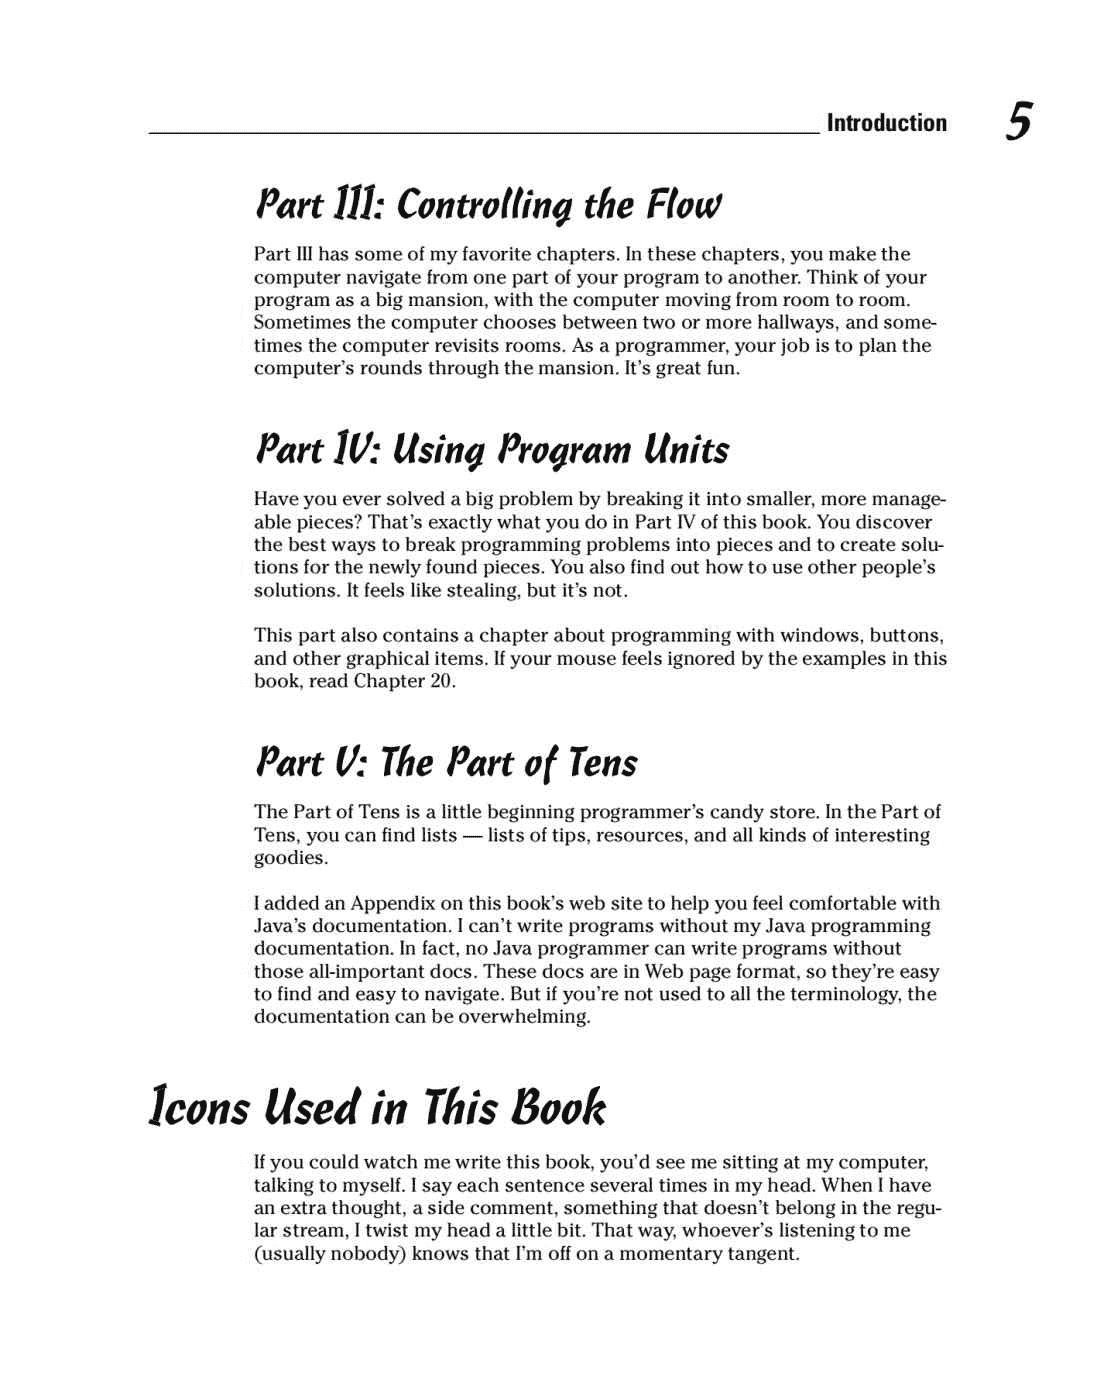 Introduction 5
Part III: Controlling the Flow
Part III has some of my favorite chapters. In these chapters, you make the
computer navigate from one part of your program to another. Think of your
program as a big mansion, with the computer moving from room to room.
Sometimes the computer chooses between two or more hallways, and some-
times the computer revisits rooms. As a programmer, your job is to plan the
computer's rounds through the mansion. It's great fun.
Part IV: Using Program Units
Have you ever solved a big problem by breaking it into smaller, more manage-
able pieces? That's exactly what you do in Part IV of this book. You discover
the best ways to break programming problems into pieces and to create solu-
tions for the newly found pieces. You also find out how to use other people's
solutions. It feels like stealing, but it's not.
This part also contains a chapter about programming with windows, buttons,
and other graphical items. If your mouse feels ignored by the examples in this
book, read Chapter 20.
Part V: The Part of Tens
The Part of Tens is a little beginning programmer's candy store. In the Part of
Tens, you can find lists — lists of tips, resources, and all kinds of interesting
goodies.
I added an Appendix on this book's web site to help you feel comfortable with
Java's documentation. I can't write programs without my Java programming
documentation. In fact, no Java programmer can write programs without
those all-important docs. These docs are in Web page format, so they're easy
to find and easy to navigate. But if you're not used to all the terminology, the
documentation can be overwhelming.
Icons Used in This Book
If you could watch me write this book, you'd see me sitting at my computer,
talking to myself. I say each sentence several times in my head. When I have
an extra thought, a side comment, something that doesn't belong in the regu-
lar stream, I twist my head a little bit. That way, whoever's listening to me
(usually nobody) knows that I'm off on a momentary tangent.